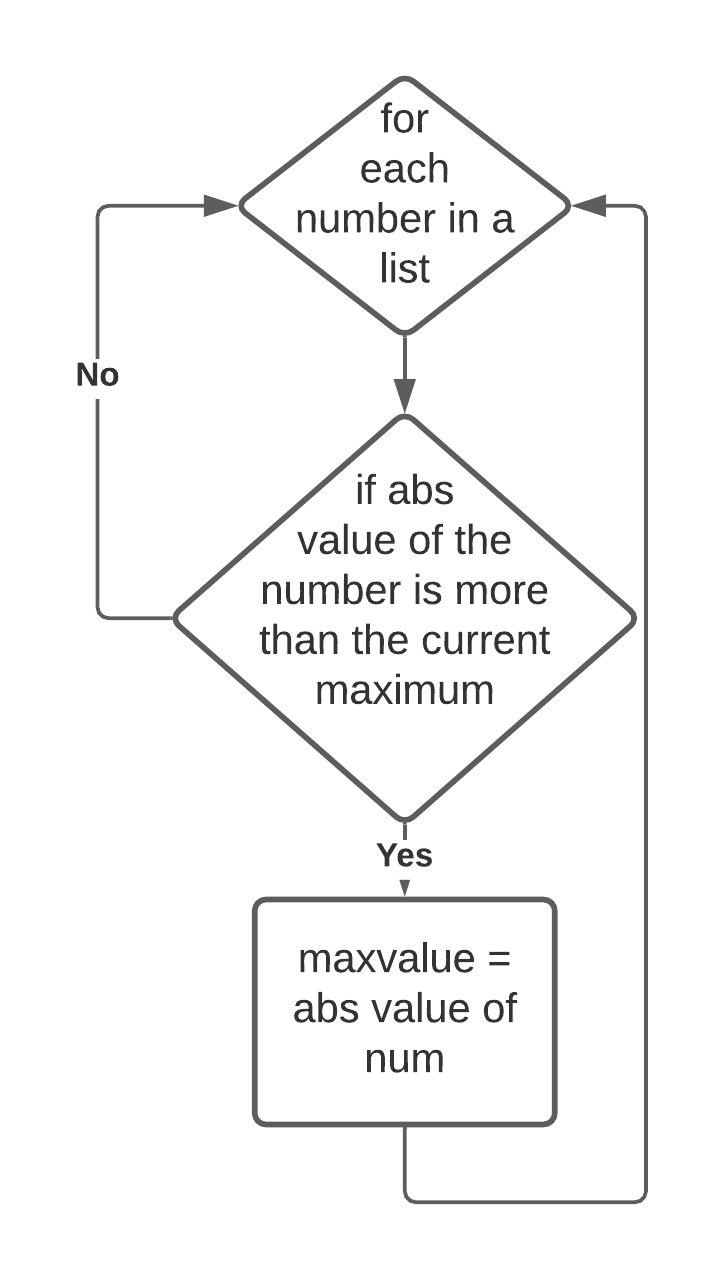 for
each
number in a
list
No
if abs
value of the
number is more
than the current
maximum
Yes
maxvalue =
abs value of
num